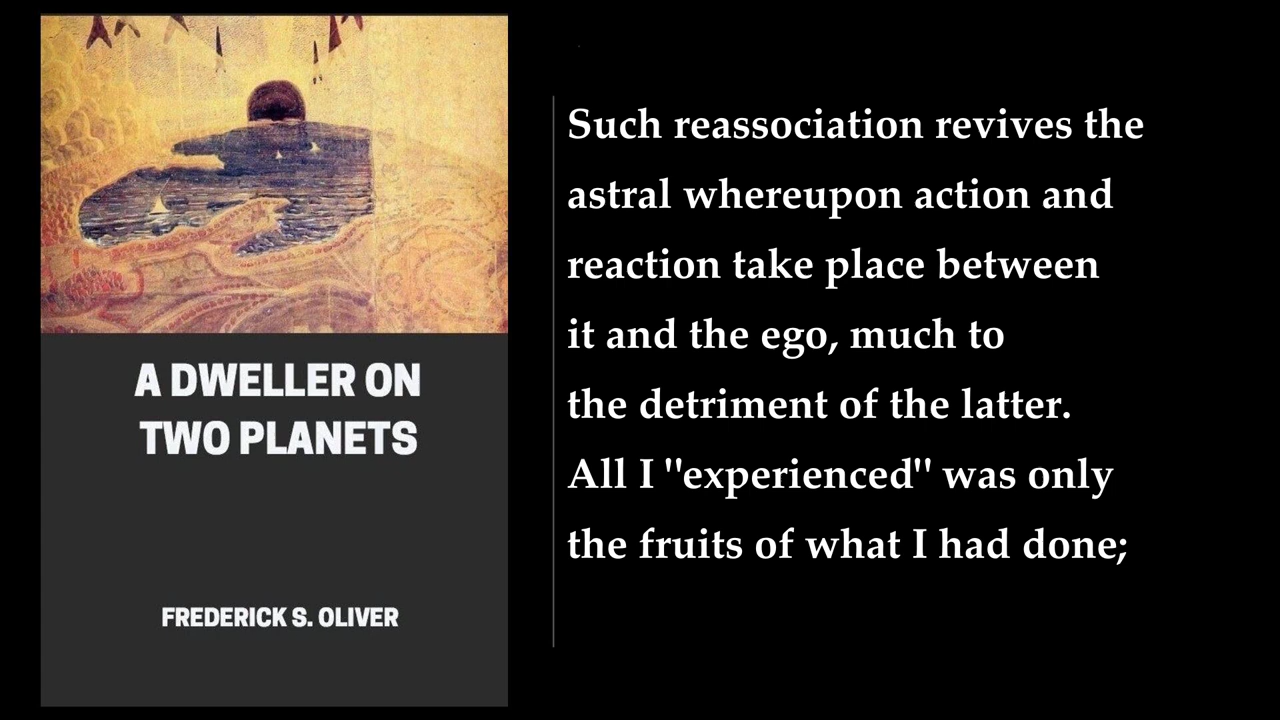 A DWELLER ON
TWO PLANETS
FREDERICK S. OLIVER
Such reassociation revives the
astral whereupon action and
reaction take place between
it and the ego, much to
the detriment of the latter.
All I "experienced" was only
the fruits of what I had done;